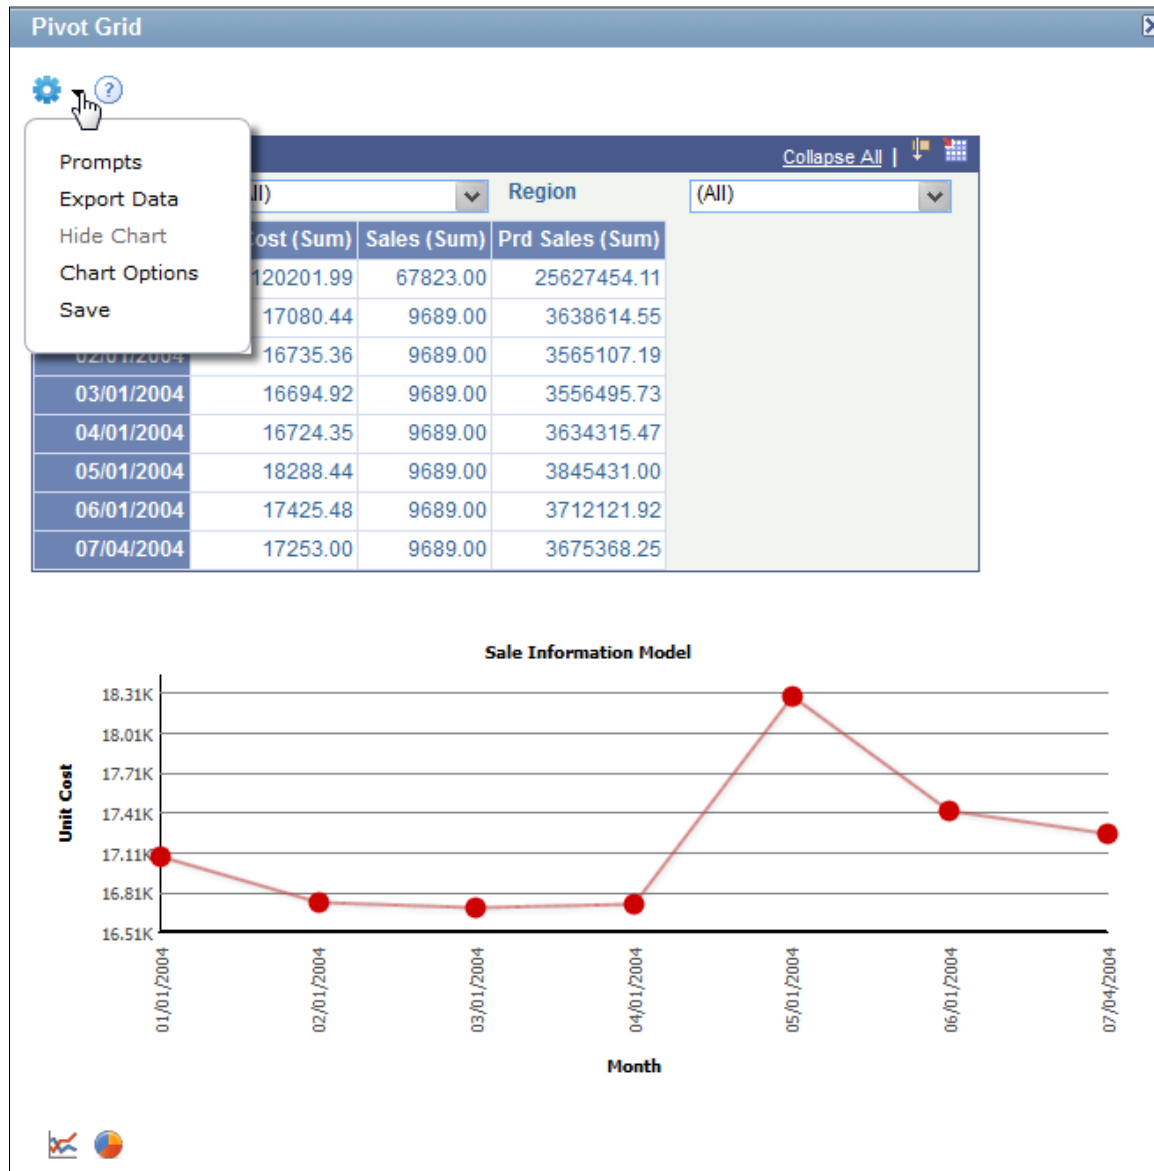 Pivot Grid
?
Prompts
Export Data
Hide Chart
Chart Options
Save
Collapse All |
Region (All)
(Sum) Sales (Sum) Prd Sales (Sum)
120201.99 67823.00 25627454.11
17080.44 9689.00 3638614.55
02/01/2004 16735.36 9689.00 3565107.19
03/01/2004 16694.92 9689.00 3556495.73
04/01/2004 16724.35 9689.00 3634315.47
05/01/2004 18288.44 9689.00 3845431.00
06/01/2004 17425.48 9689.00 3712121.92
07/04/2004 17253.00 9689.00 3675368.25
Sale Information Model
18.31K
18.01K
17.71K
17.41K
17.11K
16.81K
16.51K
Unit Cost
01/01/2004
02/01/2004
03/01/2004
04/01/2004
05/01/2004
06/01/2004
07/04/2004
Month